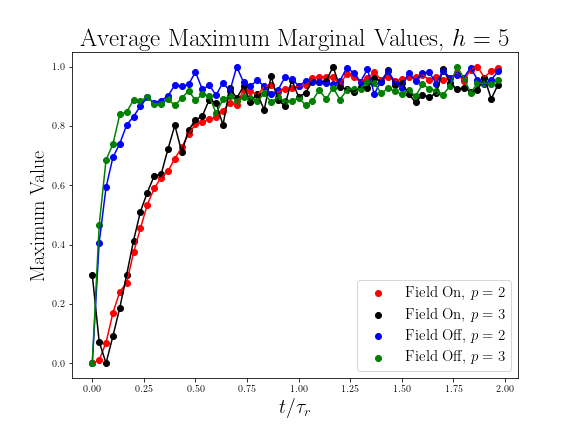 Average Maximum Marginal Values, h = 5
Maximum Value
1.0
0.8
0.6
0.4
0.2
0.0
0.00 0.25 0.50 0.75 1.00 1.25 1.50 1.75 2.00
t/τr
Field On, p = 2
Field On, p = 3
Field Off, p = 2
Field Off, p = 3